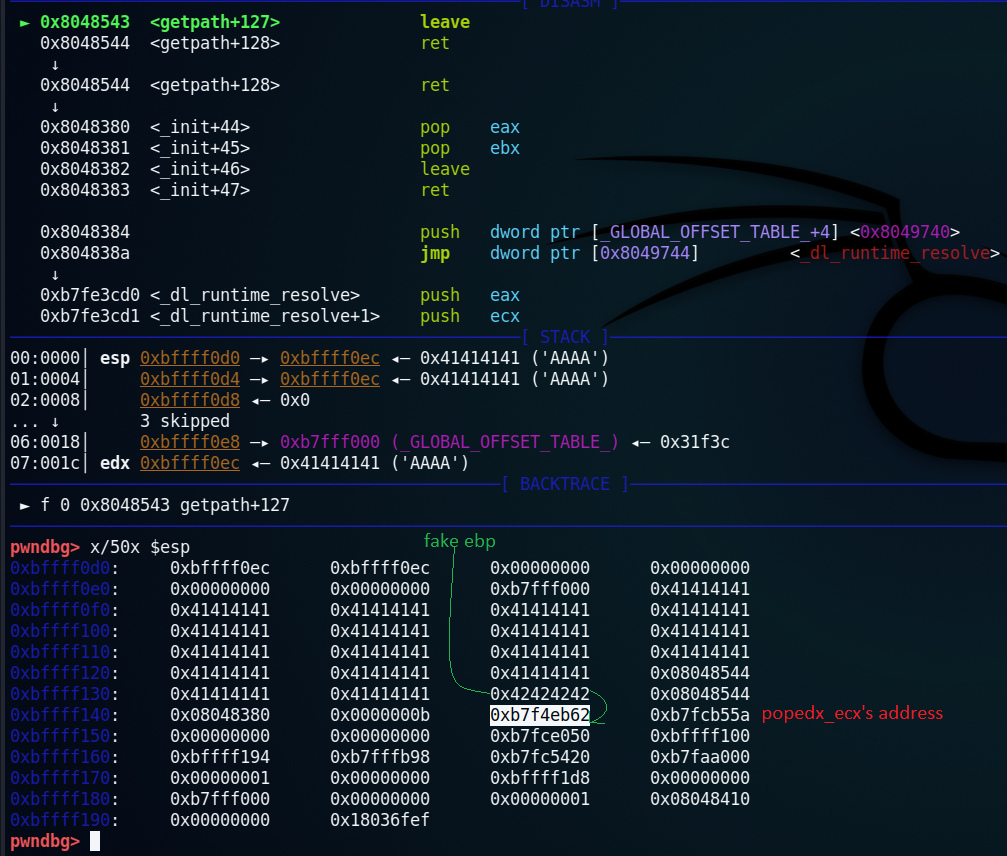 [ DISASM ]
► 0x8048543 <getpath+127> leave
0x8048544 <getpath+128> ret
↓
0x8048544 <getpath+128> ret
↓
0x8048380 <_init+44> pop eax
0x8048381 <_init+45> pop ebx
0x8048382 <_init+46> leave
0x8048383 <_init+47> ret
0x8048384 push dword ptr [_GLOBAL_OFFSET_TABLE_+4] <0x8049740>
0x804838a jmp dword ptr [0x8049744] <_dl_runtime_resolve>
↓
0xb7fe3cd0 <_dl_runtime_resolve> push eax
0xb7fe3cd1 <_dl_runtime_resolve+1> push ecx
[ STACK ]
00:0000│ esp 0xbffff0d0 —▸ 0xbffff0ec ◂— 0x41414141 ('AAAA')
01:0004│ 0xbffff0d4 —▸ 0xbffff0ec ◂— 0x41414141 ('AAAA')
02:0008│ 0xbffff0d8 ◂— 0x0
... ↓ 3 skipped
06:0018│ 0xbffff0e8 —▸ 0xb7fff000 (_GLOBAL_OFFSET_TABLE_) ◂— 0x31f3c
07:001c│ edx 0xbffff0ec ◂— 0x41414141 ('AAAA')
[ BACKTRACE ]
► f 0 0x8048543 getpath+127
fake ebp
pwndbg> x/50x $esp
0xbffff0d0: 0xbffff0ec 0xbffff0ec 0x00000000 0x00000000
0xbffff0e0: 0x00000000 0x00000000 0xb7fff000 0x41414141
0xbffff0f0: 0x41414141 0x41414141 0x41414141 0x41414141
0xbffff100: 0x41414141 0x41414141 0x41414141 0x41414141
0xbffff110: 0x41414141 0x41414141 0x41414141 0x41414141
0xbffff120: 0x41414141 0x41414141 0x41414141 0x08048544
0xbffff130: 0x41414141 0x41414141 0x42424242 0x08048544
0xbffff140: 0x08048380 0x0000000b 0xb7f4eb62 0xb7fcb55a popedx_ecx's address
0xbffff150: 0x00000000 0x00000000 0xb7fce050 0xbffff100
0xbffff160: 0xbffff194 0xb7fffb98 0xb7fc5420 0xb7faa000
0xbffff170: 0x00000001 0x00000000 0xbffff1d8 0x00000000
0xbffff180: 0xb7fff000 0x00000000 0x00000001 0x08048410
0xbffff190: 0x00000000 0x18036fef
pwndbg>